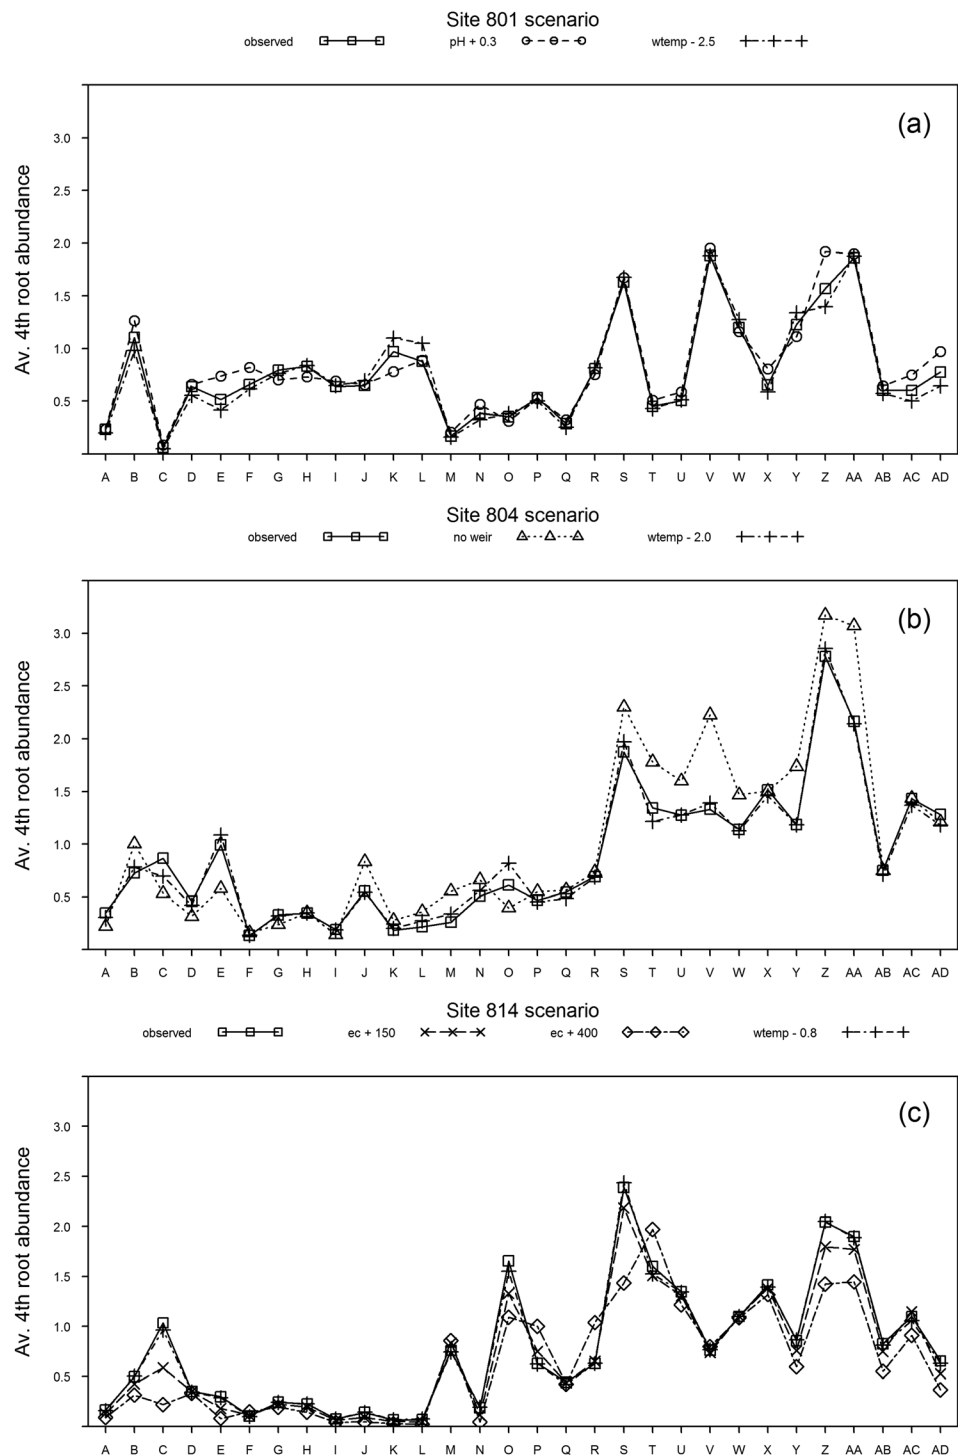 Site 801 scenario
observed pH + 0.3 wtemp - 2.5
(a)
Av. 4th root abundance
3.0
2.5
2.0
1.5
1.0
0.5
A B C D E F G H I J K L M N O P Q R S T U V W X Y Z AA AB AC AD
Site 804 scenario
observed no weir wtemp - 2.0
(b)
Av. 4th root abundance
3.0
2.5
2.0
1.5
1.0
0.5
A B C D E F G H I J K L M N O P Q R S T U V W X Y Z AA AB AC AD
Site 814 scenario
observed ec + 150 ec + 400 wtemp - 0.8
(c)
Av. 4th root abundance
3.0
2.5
2.0
1.5
1.0
0.5
A B C D E F G H I J K L M N O P Q R S T U V W X Y Z AA AB AC AD